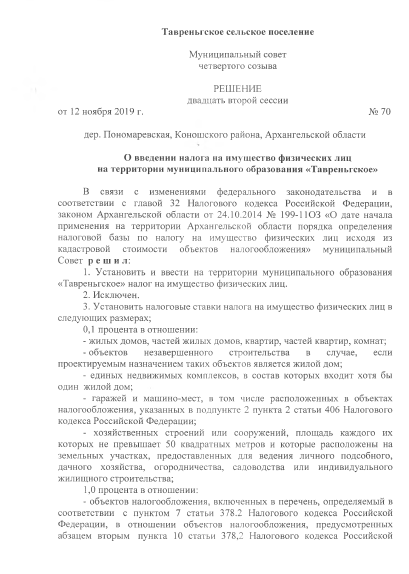 Тавреньгское сельское поселение
Муниципальный совет
четвертого созыва
РЕШЕНИЕ
двадцать второй сессии
от 12 ноября 2019 г. № 70
дер. Пономаревская, Коношского района, Архангельской области
О введении налога на имущество физических лиц
на территории муниципального образования «Тавреньгское»
В связи с изменениями федерального законодательства и в
соответствии с главой 32 Налогового кодекса Российской Федерации,
законом Архангельской области от 24.10.2014 № 199-11ОЗ «О дате начала
применения на территории Архангельской области порядка определения
налоговой базы по налогу на имущество физических лиц исходя из
кадастровой стоимости объектов налогообложения» муниципальный
Совет р е ш и л:
1. Установить и ввести на территории муниципального образования
«Тавреньгское» налог на имущество физических лиц.
2. Исключен.
3. Установить налоговые ставки налога на имущество физических лиц в
следующих размерах;
0,1 процента в отношении:
- жилых домов, частей жилых домов, квартир, частей квартир, комнат;
- объектов незавершенного строительства в случае, если
проектируемым назначением таких объектов является жилой дом;
- единых недвижимых комплексов, в состав которых входит хотя бы
один жилой дом;
- гаражей и машино-мест, в том числе расположенных в объектах
налогообложения, указанных в подпункте 2 пункта 2 статьи 406 Налогового
кодекса Российской Федерации;
- хозяйственных строений или сооружений, площадь каждого их
которых не превышает 50 квадратных метров и которые расположены на
земельных участках, предоставленных для ведения личного подсобного,
дачного хозяйства, огородничества, садоводства или индивидуального
жилищного строительства;
1,0 процента в отношении:
- объектов налогообложения, включенных в перечень, определяемый в
соответствии с пунктом 7 статьи 378.2 Налогового кодекса Российской
Федерации, в отношении объектов налогообложения, предусмотренных
абзацем вторым пункта 10 статьи 378,2 Налогового кодекса Российской